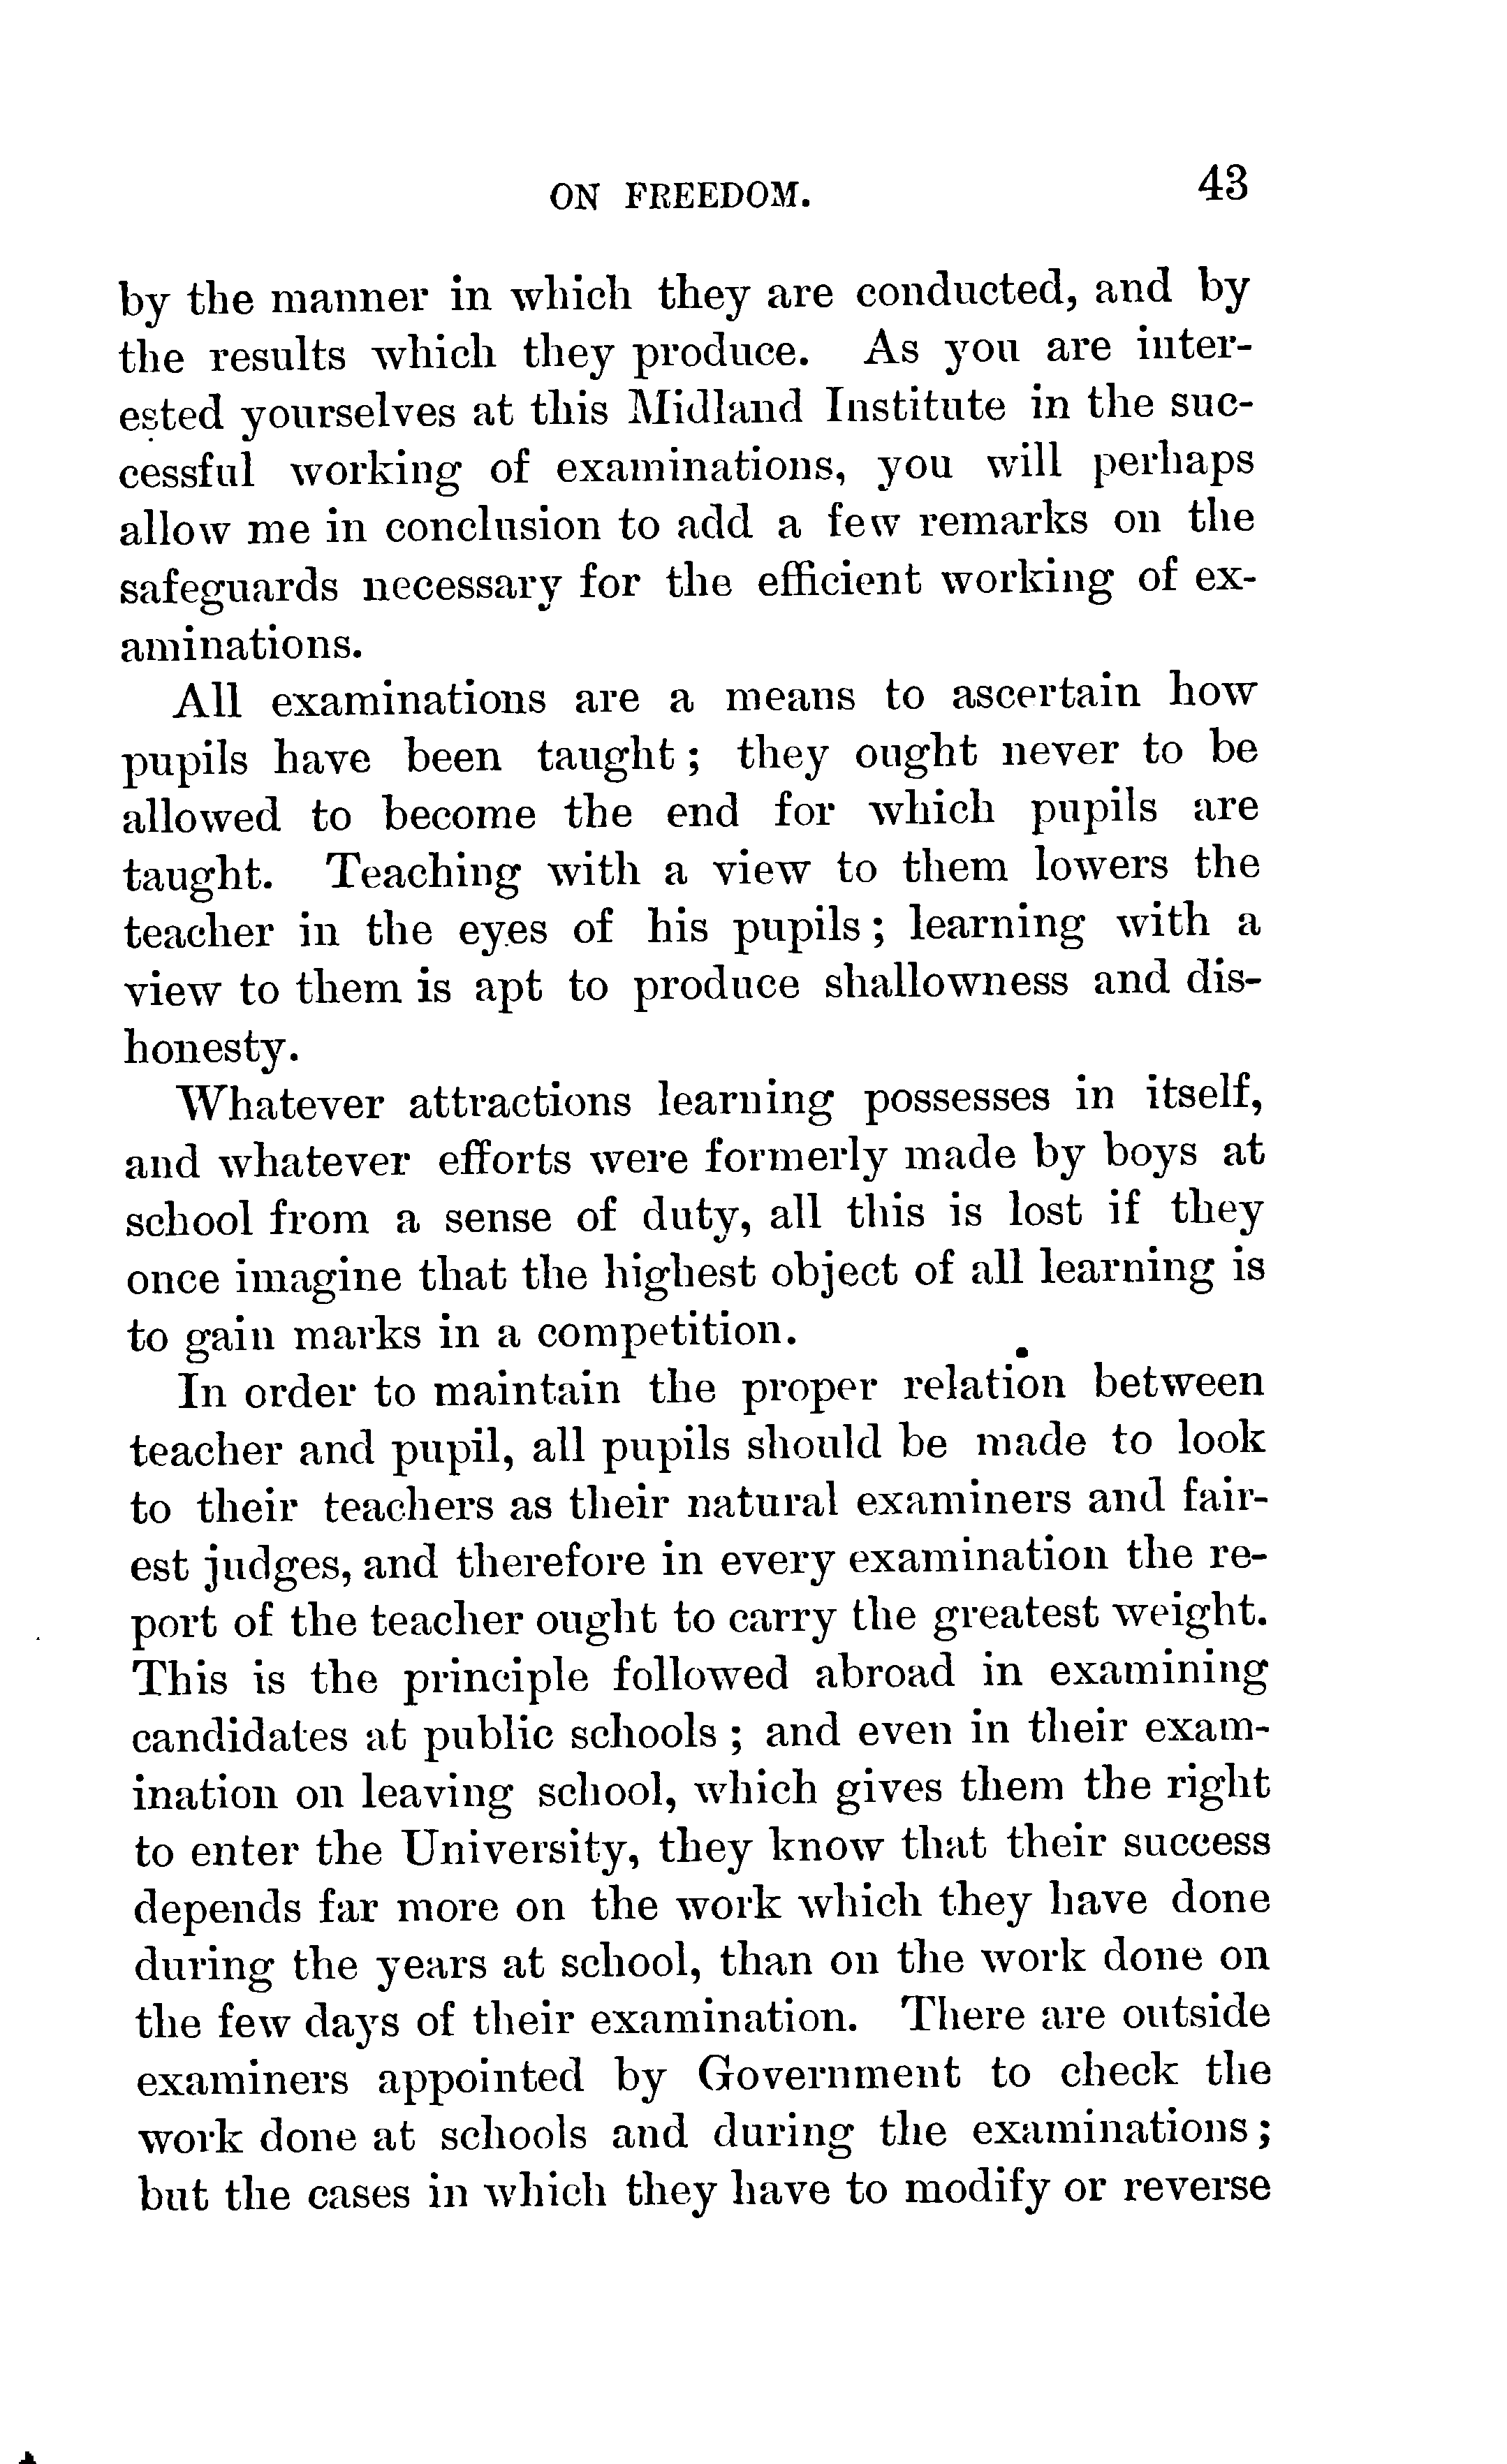 ON FREEDOM. 43
by the manner in which they are conducted, and by
the results which they produce. As you are inter-
ested yourselves at this Midland Institute in the suc-
cessful working of examinations, you will perhaps
allow me in conclusion to add a few remarks on the
safeguards necessary for the efficient working of ex-
aminations.
All examinations are a means to ascertain how
pupils have been taught; they ought never to be
allowed to become the end for which pupils are
taught. Teaching with a view to them lowers the
teacher in the eyes of his pupils; learning with a
view to them is apt to produce shallowness and dis-
honesty.
Whatever attractions learning possesses in itself,
and whatever efforts were formerly made by boys at
school from a sense of duty, all this is lost if they
once imagine that the highest object of all learning is
to gain marks in a competition.
In order to maintain the proper relation between
teacher and pupil, all pupils should be made to look
to their teachers as their natural examiners and fair-
est judges, and therefore in every examination the re-
port of the teacher ought to carry the greatest weight.
This is the principle followed abroad in examining
candidates at public schools; and even in their exam-
ination on leaving school, which gives them the right
to enter the University, they know that their success
depends far more on the work which they have done
during the years at school, than on the work done on
the few days of their examination. There are outside
examiners appointed by Government to check the
work done at schools and during the examinations;
but the cases in which they have to modify or reverse